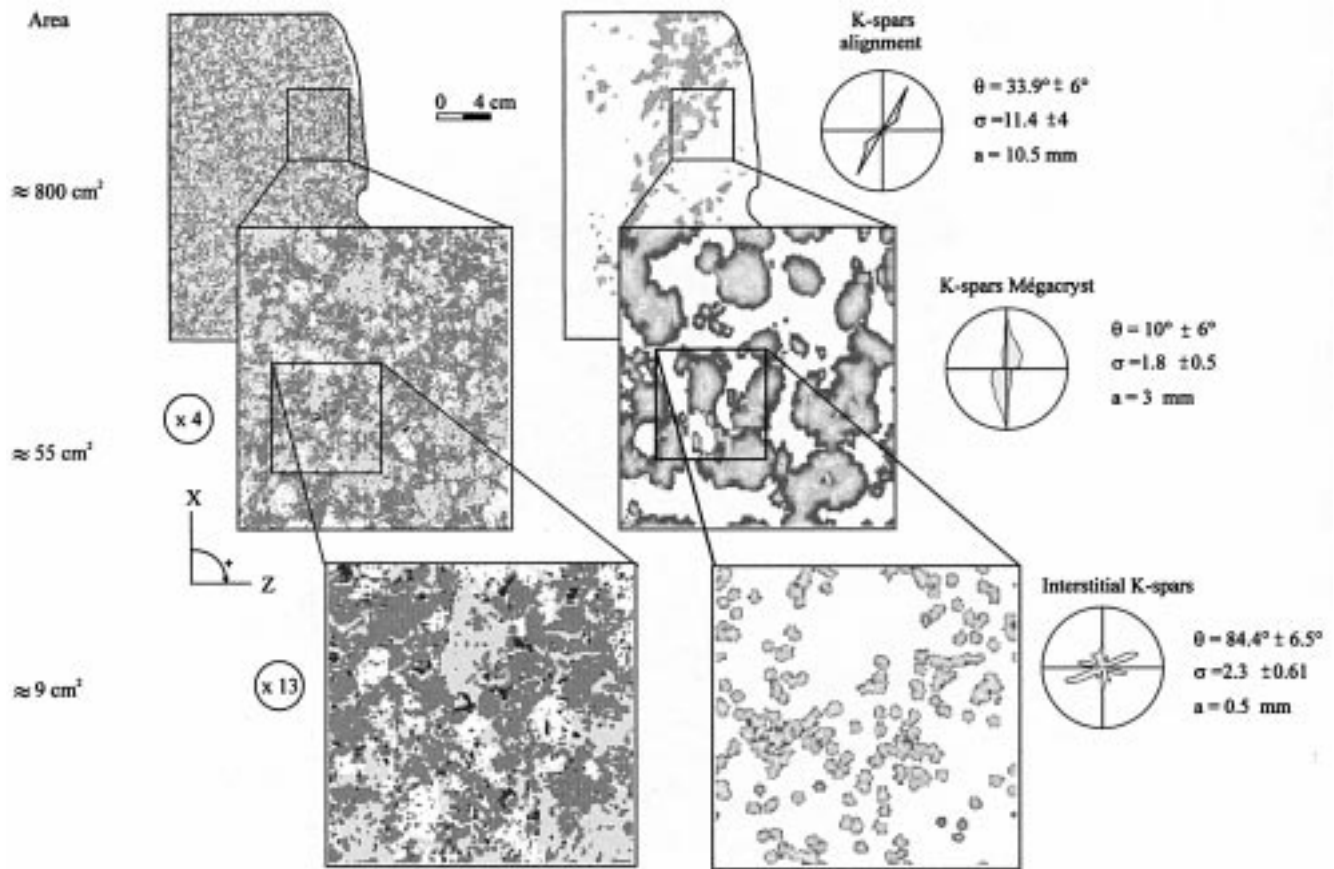 Area
K-spars
alignment
0 4 cm
θ = 33.9° ± 6°
σ =11.4 ±4
a = 10.5 mm
≈ 800 cm²
K-spars Mégacryst
θ = 10° ± 6°
σ =1.8 ±0.5
a = 3 mm
x 4
≈ 55 cm²
X
Z
+
Interstitial K-spars
θ = 84.4° ± 6.5°
σ =2.3 ±0.61
a = 0.5 mm
x 13
≈ 9 cm²